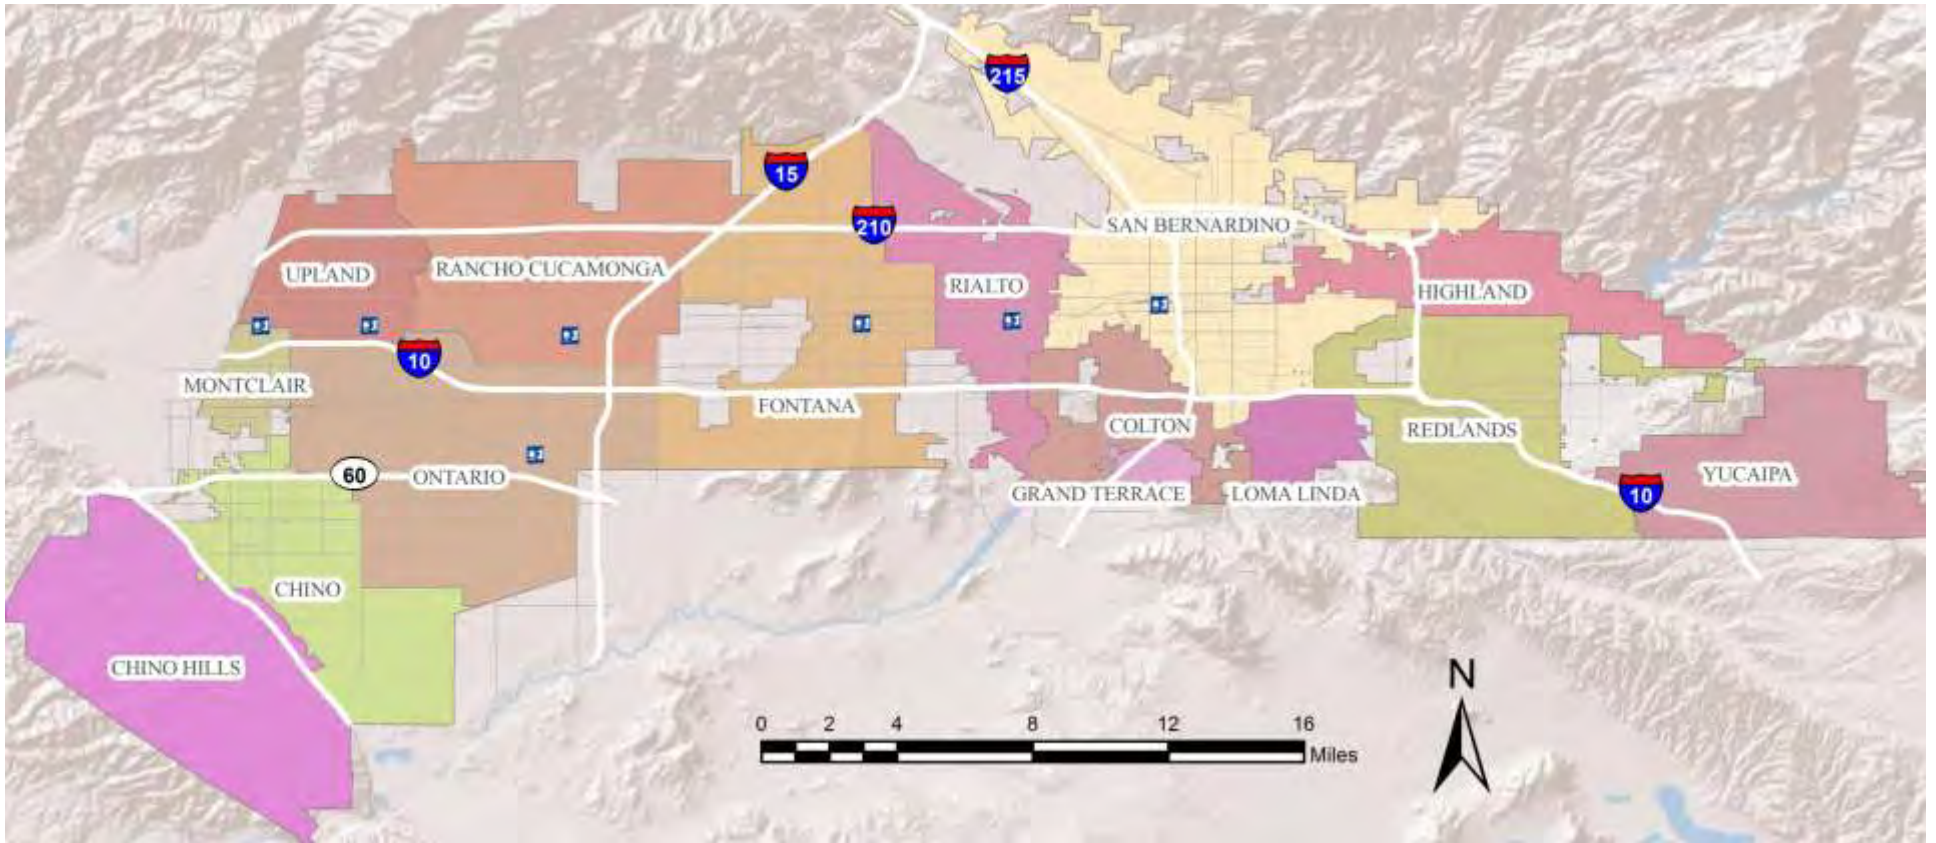 215
15
210
SAN BERNARDINO
UPLAND
RANCHO CUCAMONGA
RIALTO
HIGHLAND
10
MONTCLAIR
FONTANA
COLTON
REDLANDS
60
ONTARIO
GRAND TERRACE
LOMA LINDA
10
YUCAIPA
CHINO
CHINO HILLS
N
0 2 4 8 12 16
Miles